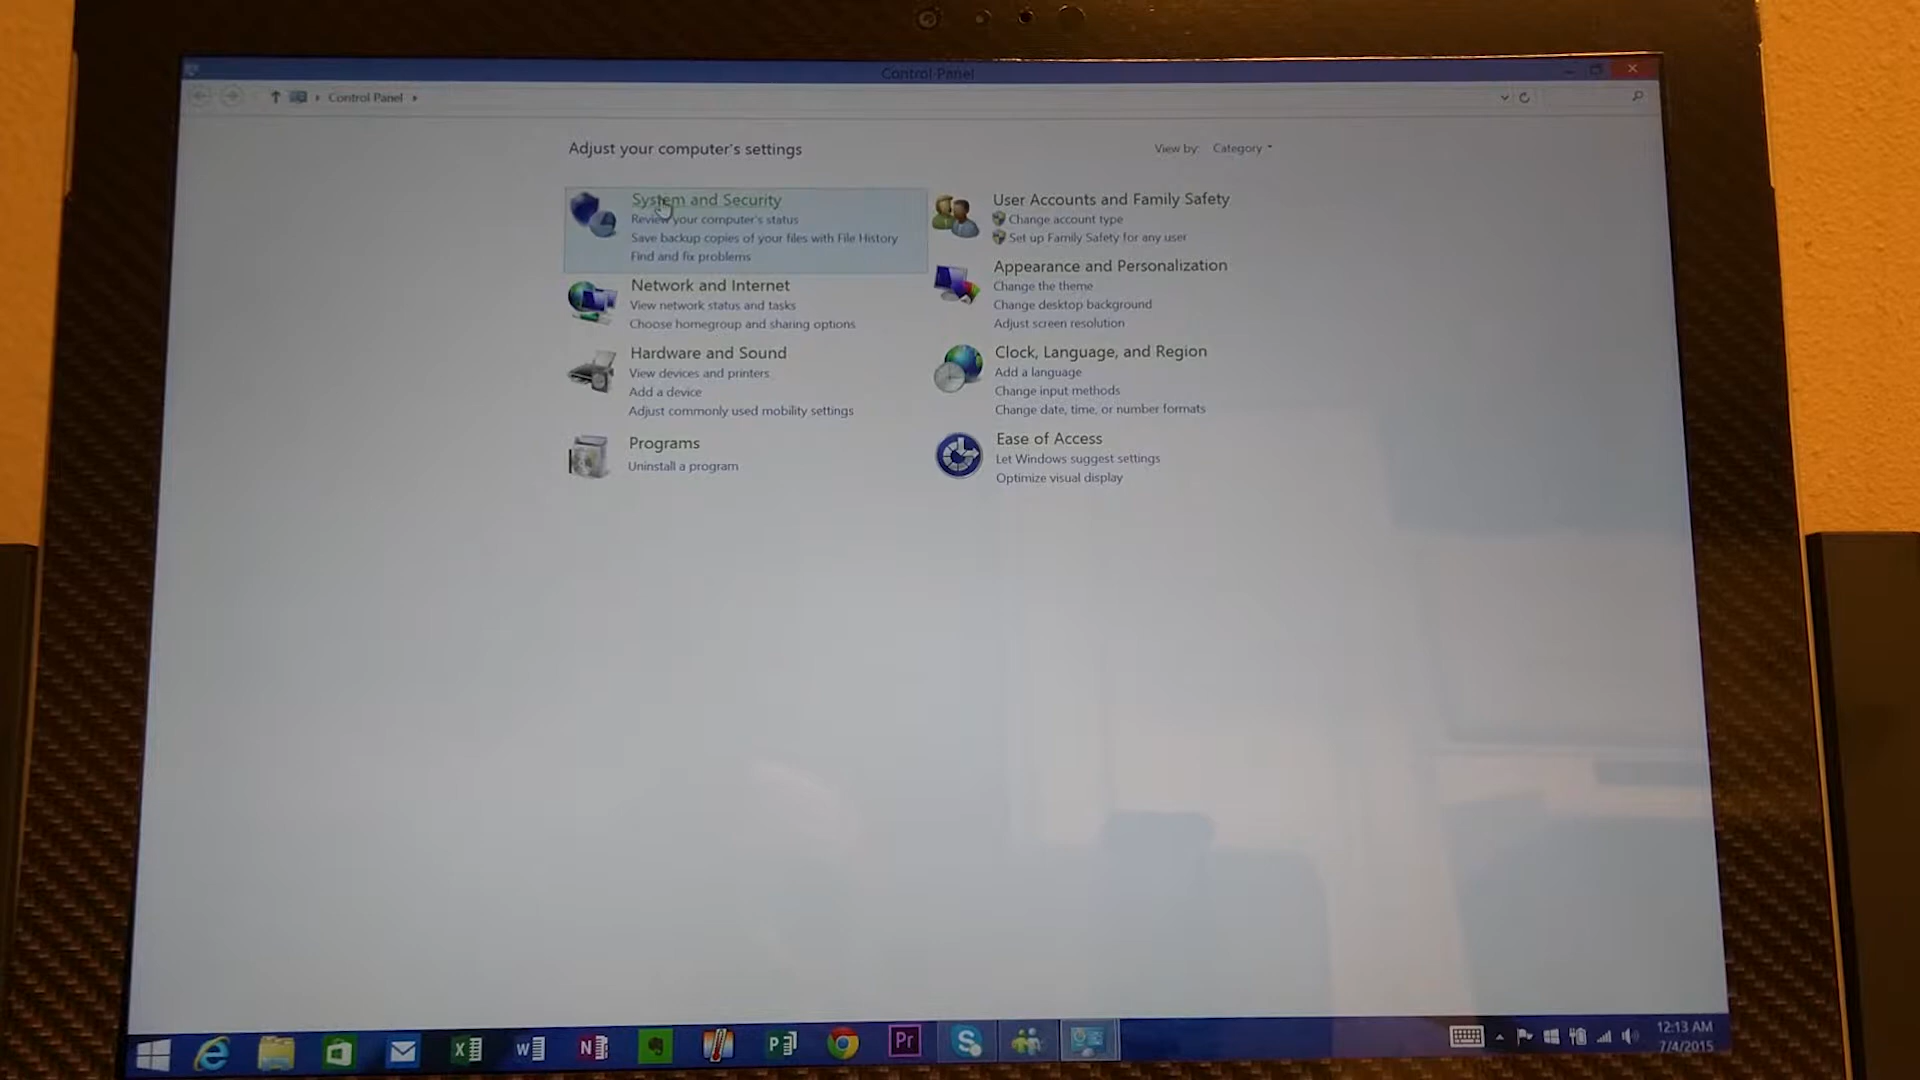 Control Panel
Control Panel
Adjust your computer's settings
View by: Category
System and Security
Review your computer's status
Save backup copies of your files with File History
Find and fix problems
Network and Internet
View network status and tasks
Choose homegroup and sharing options
Hardware and Sound
View devices and printers
Add a device
Adjust commonly used mobility settings
Programs
Uninstall a program
User Accounts and Family Safety
Change account type
Set up Family Safety for any user
Appearance and Personalization
Change the theme
Change desktop background
Adjust screen resolution
Clock, Language, and Region
Add a language
Change input methods
Change date, time, or number formats
Ease of Access
Let Windows suggest settings
Optimize visual display
X W N P Pr S
12:13 AM
7/4/2015